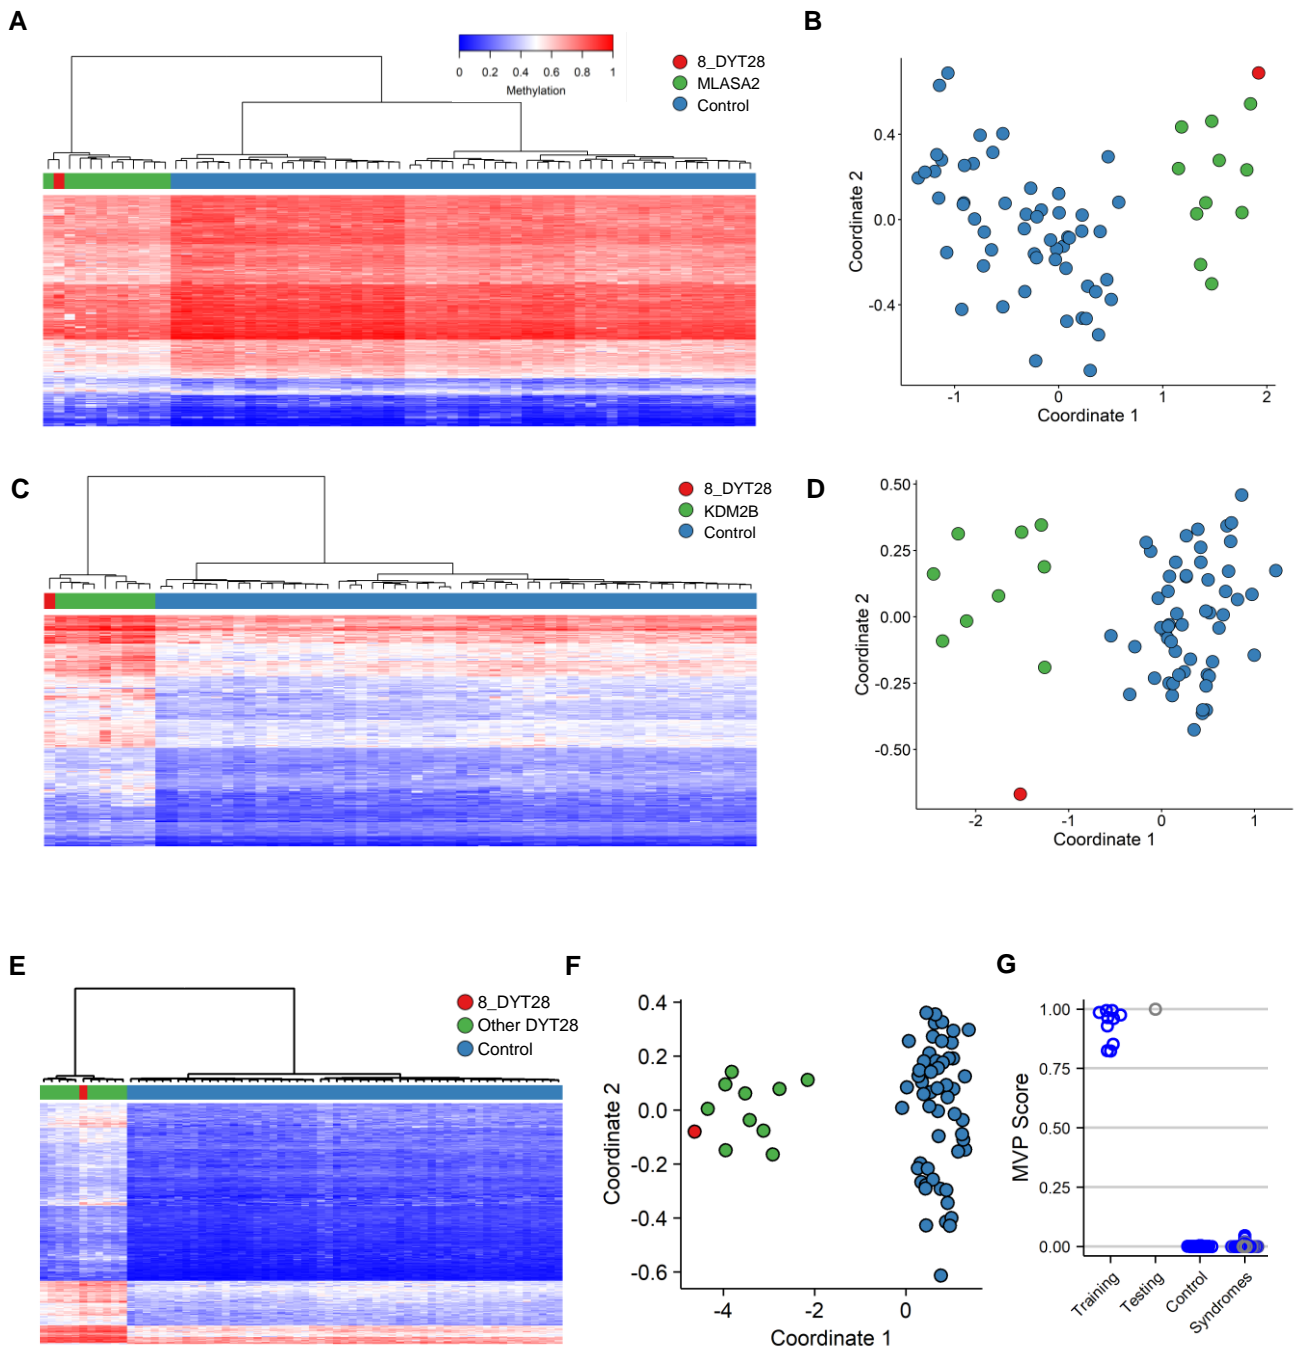 A
0 0.2 0.4 0.6 0.8 1
Methylation
8_DYT28
MLASA2
Control
B
0.4
0.0
-0.4
Coordinate 2
-1 0 1 2
Coordinate 1
C
8_DYT28
KDM2B
Control
D
0.50
0.25
0.00
-0.25
-0.50
Coordinate 2
-2 -1 0 1
Coordinate 1
E
8_DYT28
Other DYT28
Control
F
0.4
0.2
0.0
-0.2
-0.4
-0.6
Coordinate 2
-4 -2 0
Coordinate 1
G
1.00
0.75
0.50
0.25
0.00
MVP Score
Training
Testing
Control
Syndromes